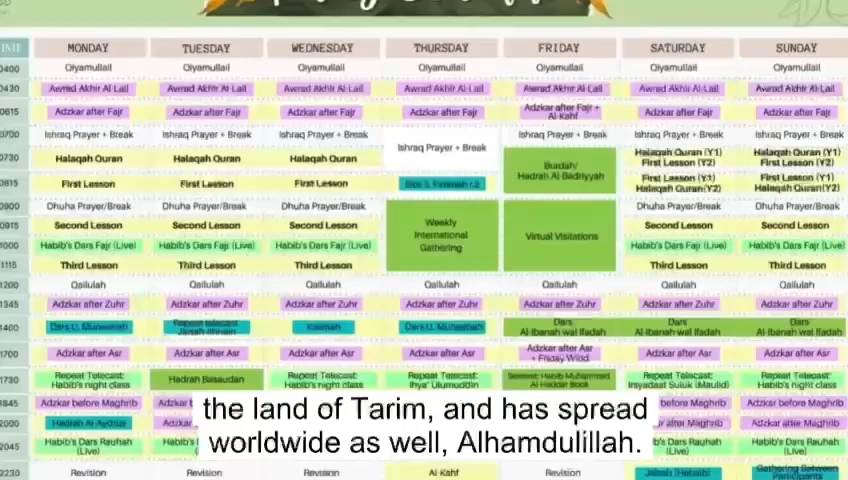 TIME MONDAY TUESDAY WEDNESDAY THURSDAY FRIDAY SATURDAY SUNDAY
0400 Qiyamullail Qiyamullail Qiyamullail Qiyamullail Qiyamullail Qiyamullail Qiyamullail
0430 Awrad Akhir Al-Lail Awrad Akhir Al-Lail Awrad Akhir Al-Lail Awrad Akhir Al-Lail Awrad Akhir Al-Lail Awrad Akhir Al-Lail Awrad Akhir Al-Lail
0615 Adzkar after Fajr Adzkar after Fajr Adzkar after Fajr Adzkar after Fajr Adzkar after Fajr + Adzkar after Fajr Adzkar after Fajr
Al-Kahf
0700 Ishraq Prayer + Break Ishraq Prayer + Break Ishraq Prayer + Break Ishraq Prayer + Break Ishraq Prayer + Break Ishraq Prayer + Break Ishraq Prayer + Break
0730 Halaqah Quran Halaqah Quran Halaqah Quran Burdah/ Halaqah Quran (Y1) Halaqah Quran (Y1)
Hadrah Al-Badriyyah First Lesson (Y2) First Lesson (Y2)
0815 First Lesson First Lesson First Lesson First Lesson (Y1) First Lesson (Y1)
Halaqah Quran(Y2) Halaqah Quran(Y2)
0900 Dhuha Prayer/Break Dhuha Prayer/Break Dhuha Prayer/Break Dhuha Prayer/Break Dhuha Prayer/Break
0915 Second Lesson Second Lesson Second Lesson Weekly International Gathering Virtual Visitations Second Lesson Second Lesson
1000 Habib's Dars Fajr (Live) Habib's Dars Fajr (Live) Habib's Dars Fajr (Live) Habib's Dars Fajr (Live) Habib's Dars Fajr (Live)
1115 Third Lesson Third Lesson Third Lesson Third Lesson Third Lesson
1200 Qailulah Qailulah Qailulah Qailulah Qailulah Qailulah Qailulah
1345 Adzkar after Zuhr Adzkar after Zuhr Adzkar after Zuhr Adzkar after Zuhr Adzkar after Zuhr Adzkar after Zuhr Adzkar after Zuhr
1400 Dars Dars Dars
Al-Ibanah wal Ifadah Al-Ibanah wal Ifadah Al-Ibanah wal Ifadah
1700 Adzkar after Asr Adzkar after Asr Adzkar after Asr Adzkar after Asr Adzkar after Asr Adzkar after Asr Adzkar after Asr
+ Friday Wirid
1730 Repeat Telecast: Hadrah Basaudan Repeat Telecast: Repeat Telecast: Repeat Telecast: Repeat Telecast:
Habib's night class Habib's night class Ihya' Ulumuddin Al Haddar Book Irsyadaat Suluk (Maulid) Habib's night class
1845 Adzkar before Maghrib before Maghrib Adzkar before Maghrib
2000 after Maghrib Adzkar after Maghrib
2045 Habib's Dars Rauhah Habib's Dars Rauhah Habib's Dars Rauhah
(Live) (Live) (Live)
2230 Revision Revision Revision Al-Kahf Revision Gathering Between
Participants
the land of Tarim, and has spread
worldwide as well, Alhamdulillah.